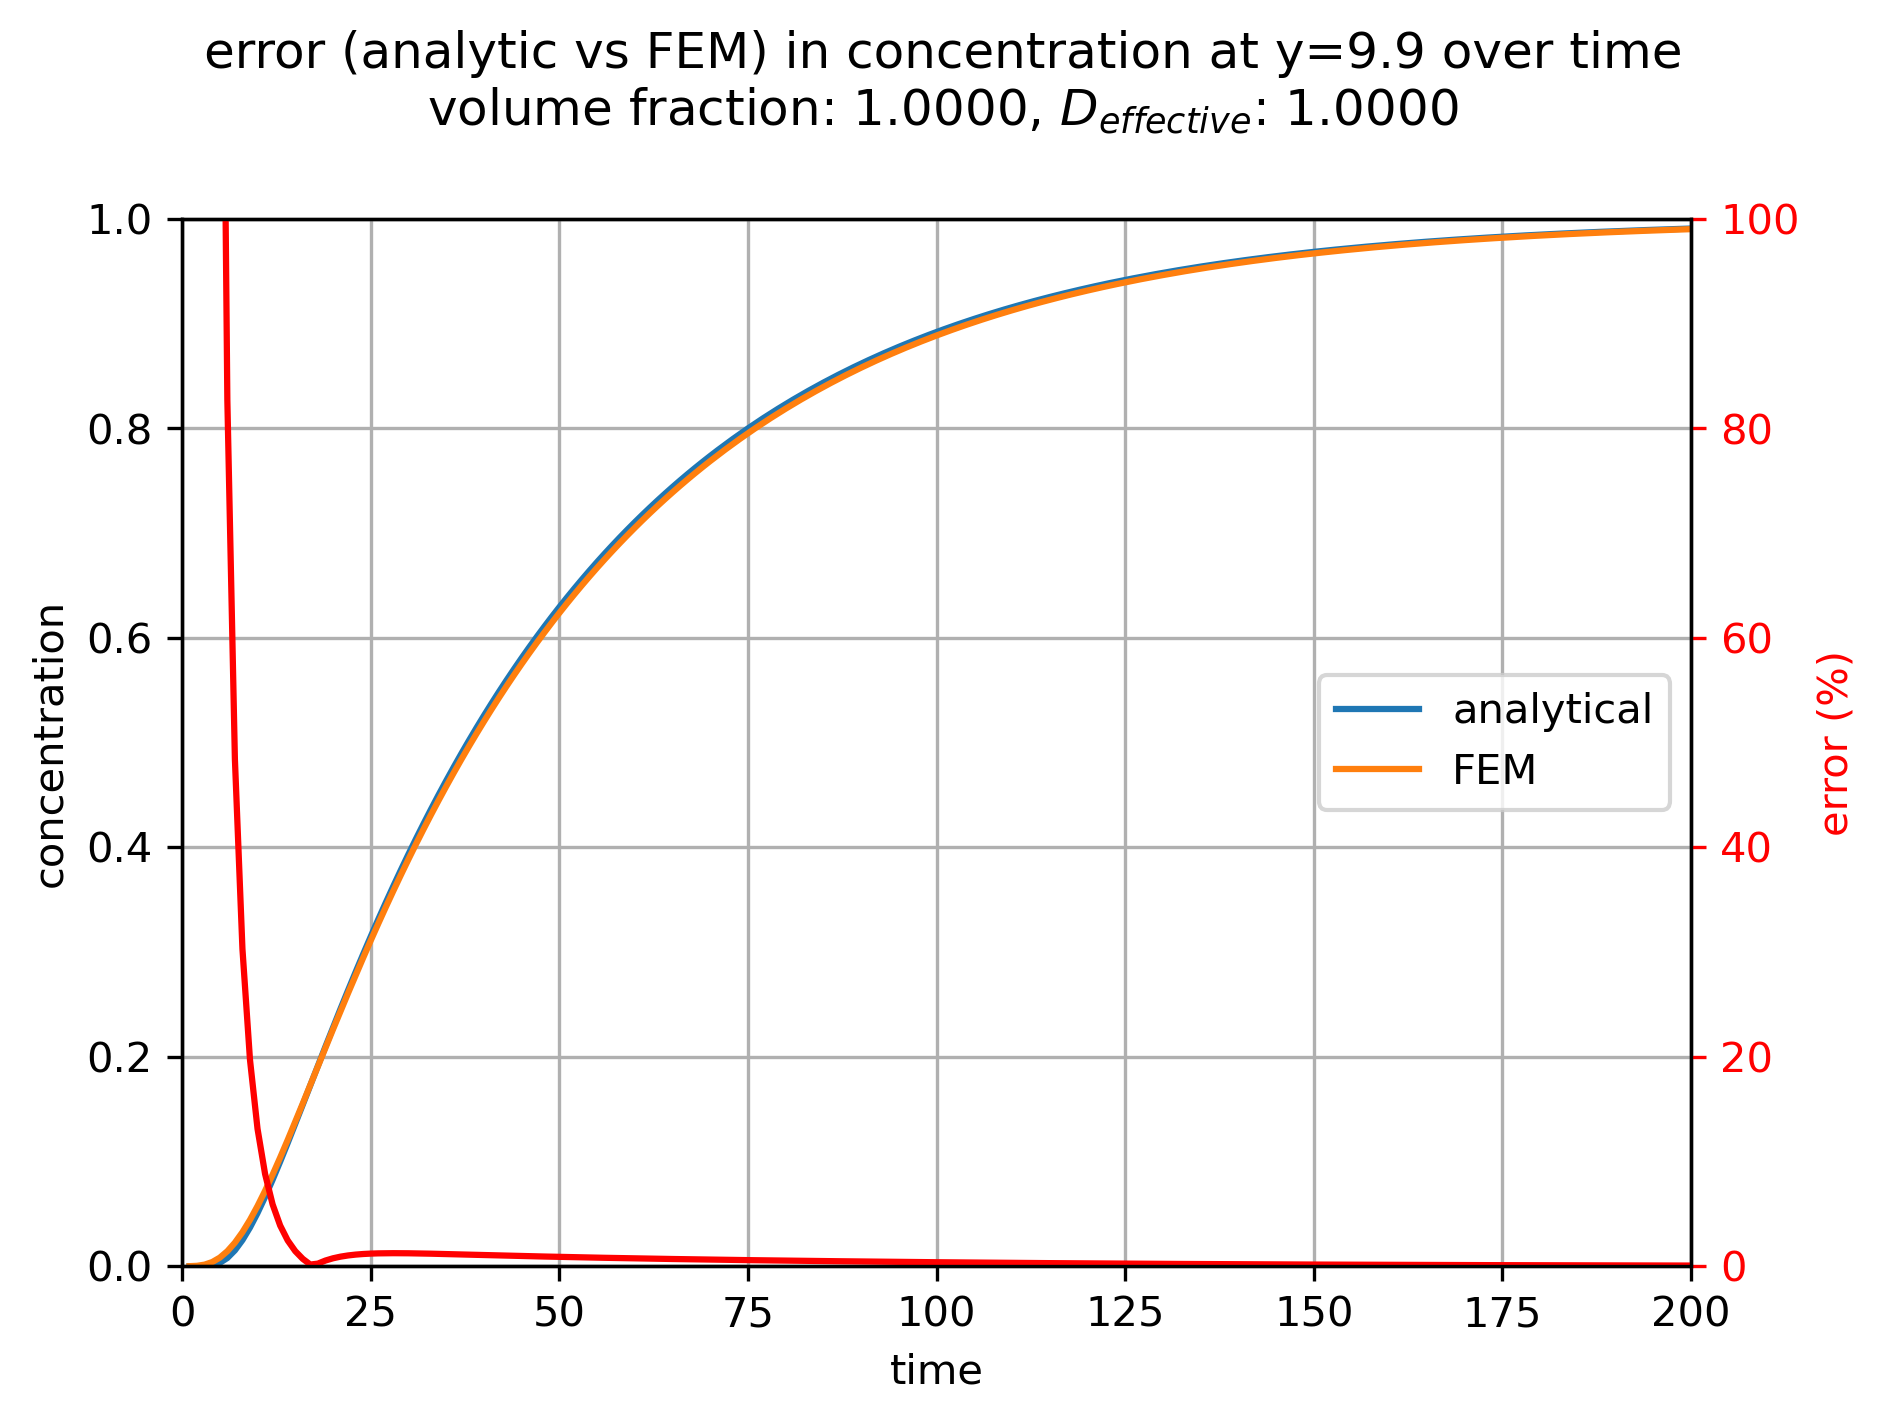 error (analytic vs FEM) in concentration at y=9.9 over time
volume fraction: 1.0000, D_effective: 1.0000
1.0
0.8
0.6
0.4
0.2
0.0
concentration
100
80
60
40
20
0
error (%)
analytical
FEM
0 25 50 75 100 125 150 175 200
time